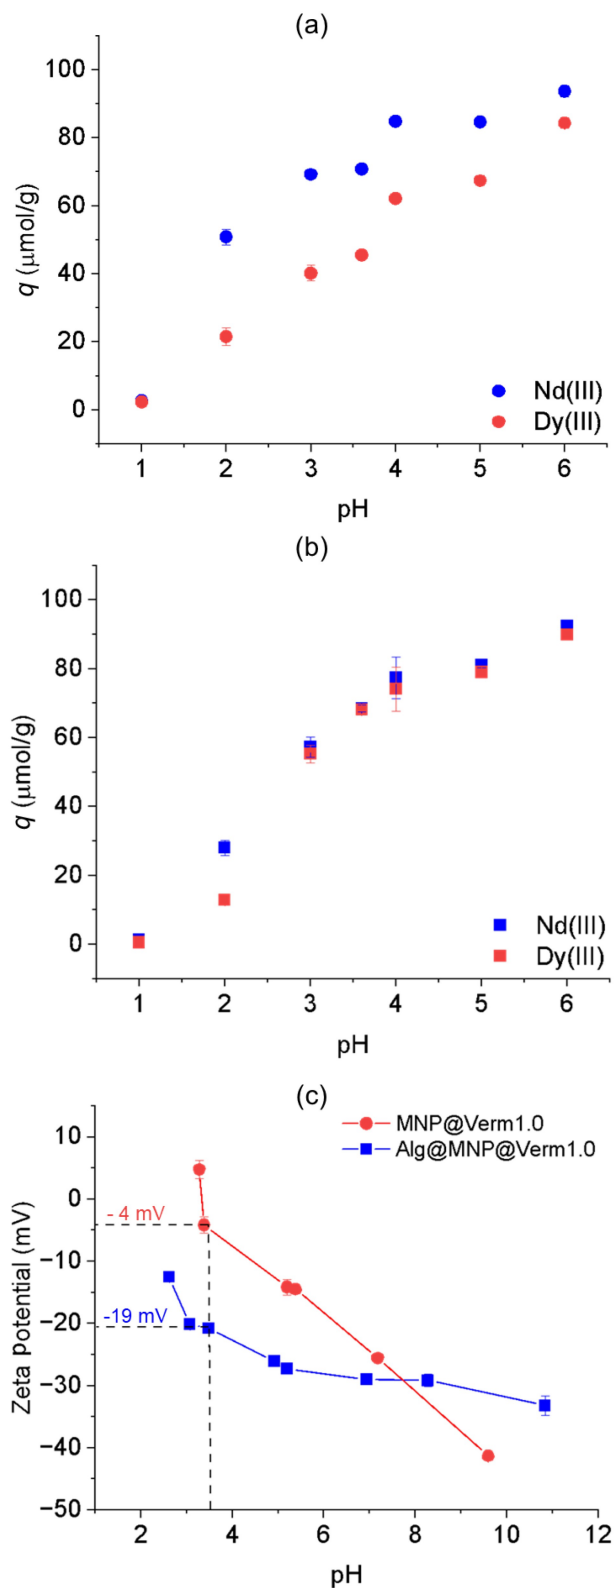 (a)
100
80
60
40
20
0
q (μmol/g)
Nd(III)
Dy(III)
1 2 3 4 5 6
pH
(b)
100
80
60
40
20
0
q (μmol/g)
Nd(III)
Dy(III)
1 2 3 4 5 6
pH
(c)
MNP@Verm1.0
Alg@MNP@Verm1.0
10
0
- 4 mV
−10
-19 mV
−20
−30
−40
−50
Zeta potential (mV)
2 4 6 8 10 12
pH